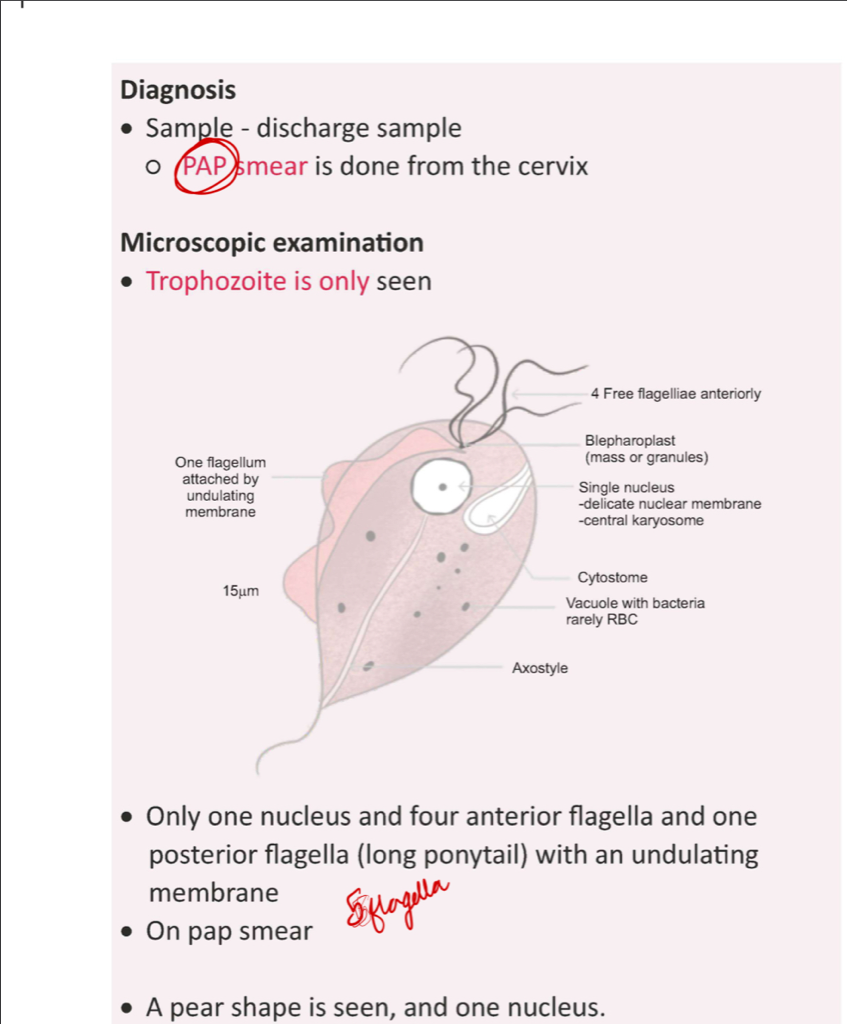 Diagnosis
• Sample - discharge sample
o PAP smear is done from the cervix
Microscopic examination
• Trophozoite is only seen
4 Free flagelliae anteriorly
Blepharoplast
(mass or granules)
One flagellum
attached by
undulating
membrane
Single nucleus
-delicate nuclear membrane
-central karyosome
Cytostome
15μm
Vacuole with bacteria
rarely RBC
Axostyle
• Only one nucleus and four anterior flagella and one
posterior flagella (long ponytail) with an undulating
membrane
5 flagella
• On pap smear
• A pear shape is seen, and one nucleus.